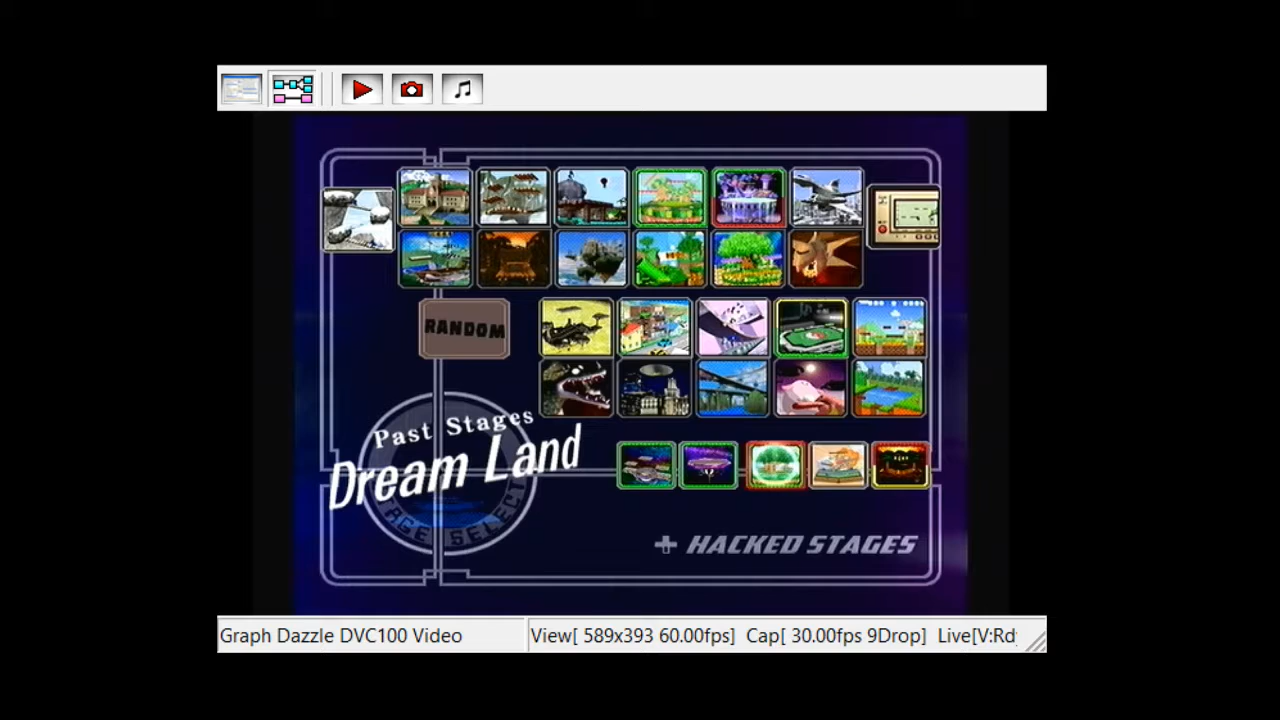 RANDOM
Past Stages
Dream Land
STAGE SELECT
+ HACKED STAGES
Graph Dazzle DVC100 Video
View[ 589x393 60.00fps] Cap[ 30.00fps 9Drop] Live[V:Rd